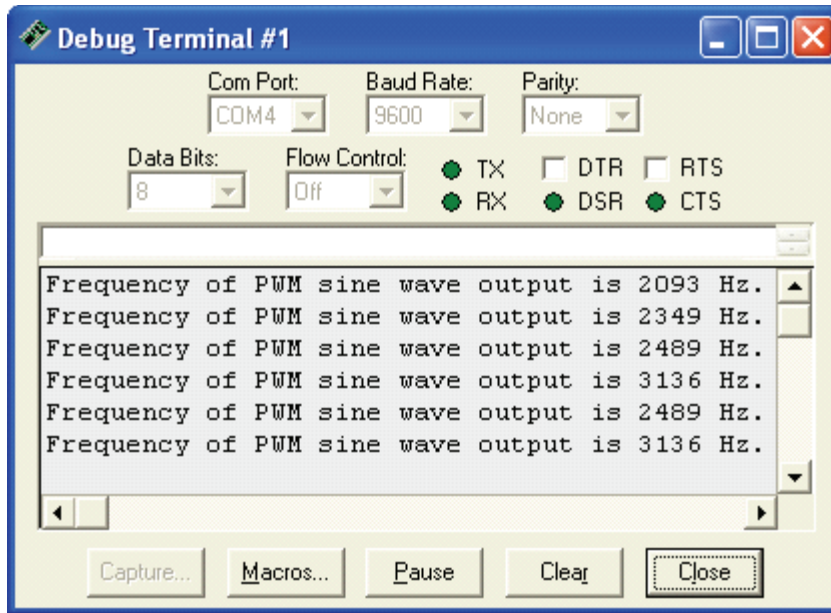 Debug Terminal #1
Com Port: Baud Rate: Parity:
COM4 9600 None
Data Bits: Flow Control: TX DTR RTS
8 Off RX DSR CTS
Frequency of PWM sine wave output is 2093 Hz.
Frequency of PWM sine wave output is 2349 Hz.
Frequency of PWM sine wave output is 2489 Hz.
Frequency of PWM sine wave output is 3136 Hz.
Frequency of PWM sine wave output is 2489 Hz.
Frequency of PWM sine wave output is 3136 Hz.
Capture... Macros... Pause Clear Close